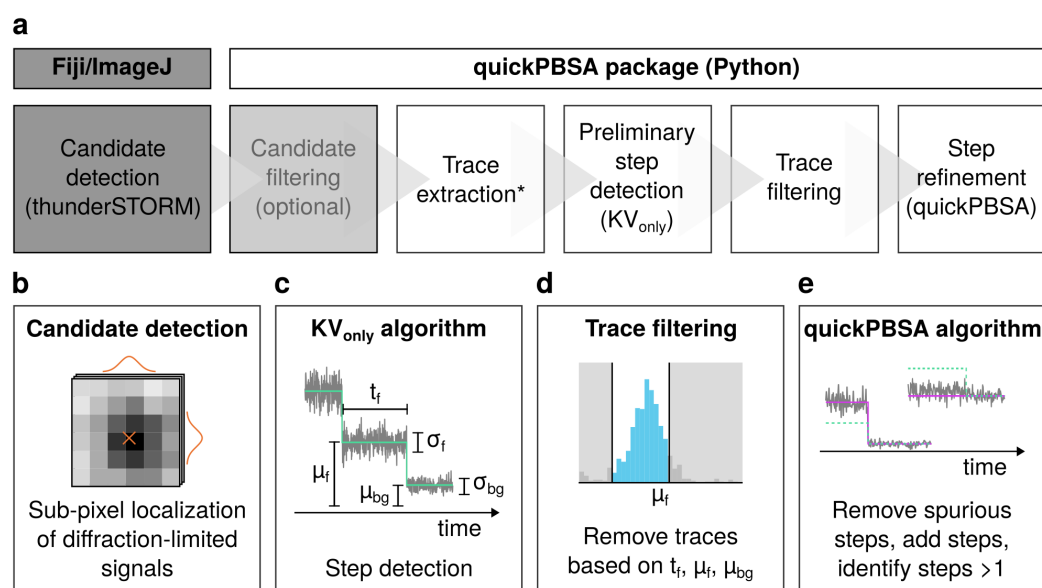 a
Fiji/ImageJ
quickPBSA package (Python)
Candidate
detection
(thunderSTORM)
Candidate
filtering
(optional)
Trace
extraction*
Preliminary
step
detection
(KVonly)
Trace
filtering
Step
refinement
(quickPBSA)
b
Candidate detection
Sub-pixel localization
of diffraction-limited
signals
c
KVonly algorithm
tf
σf
μf
μbg
σbg
time
Step detection
d
Trace filtering
μf
Remove traces
based on tf, μf, μbg
e
quickPBSA algorithm
time
Remove spurious
steps, add steps,
identify steps >1